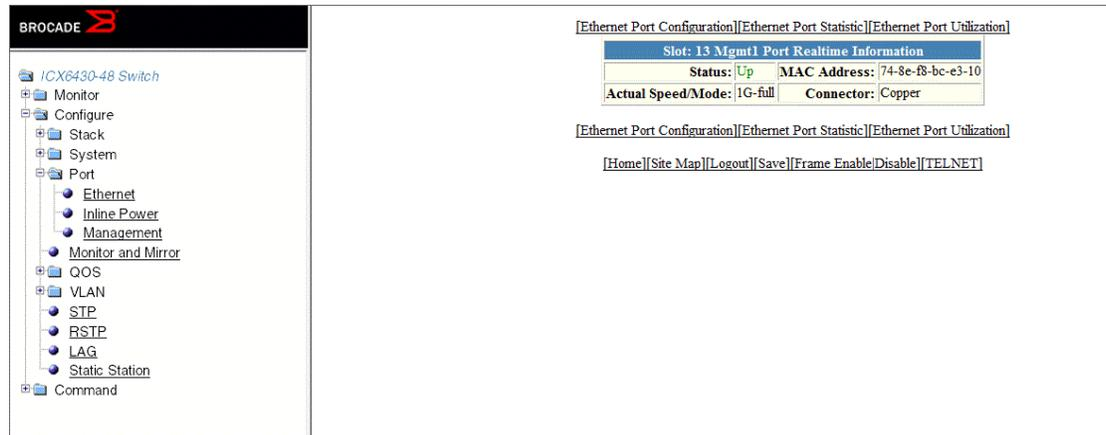 BROCADE
ICX6430-48 Switch
Monitor
Configure
Stack
System
Port
Ethernet
Inline Power
Management
Monitor and Mirror
QOS
VLAN
STP
RSTP
LAG
Static Station
Command
[Ethernet Port Configuration][Ethernet Port Statistic][Ethernet Port Utilization]
Slot: 13 Mgmt1 Port Realtime Information
Status: Up MAC Address: 74-8e-f8-bc-e3-10
Actual Speed/Mode: 1G-full Connector: Copper
[Ethernet Port Configuration][Ethernet Port Statistic][Ethernet Port Utilization]
[Home][Site Map][Logout][Save][Frame Enable|Disable][TELNET]